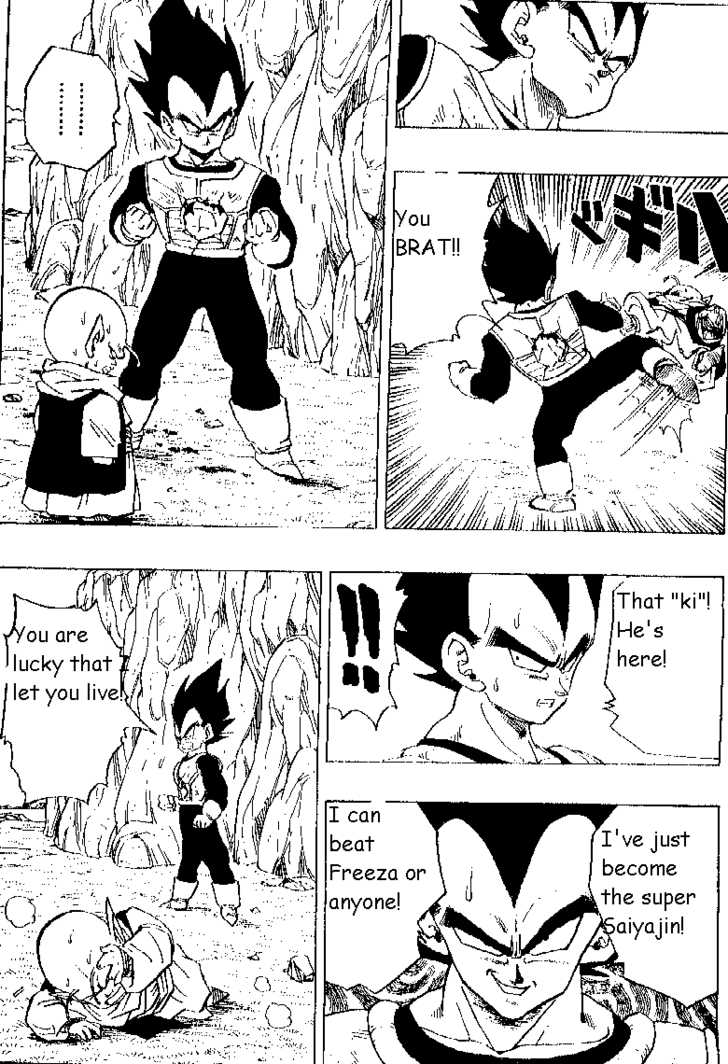 ......
You
BRAT!!
You are
lucky that I
let you live!
!!
That "ki"!
He's
here!
I can
beat
Freeza or
anyone!
I've just
become
the super
Saiyajin!